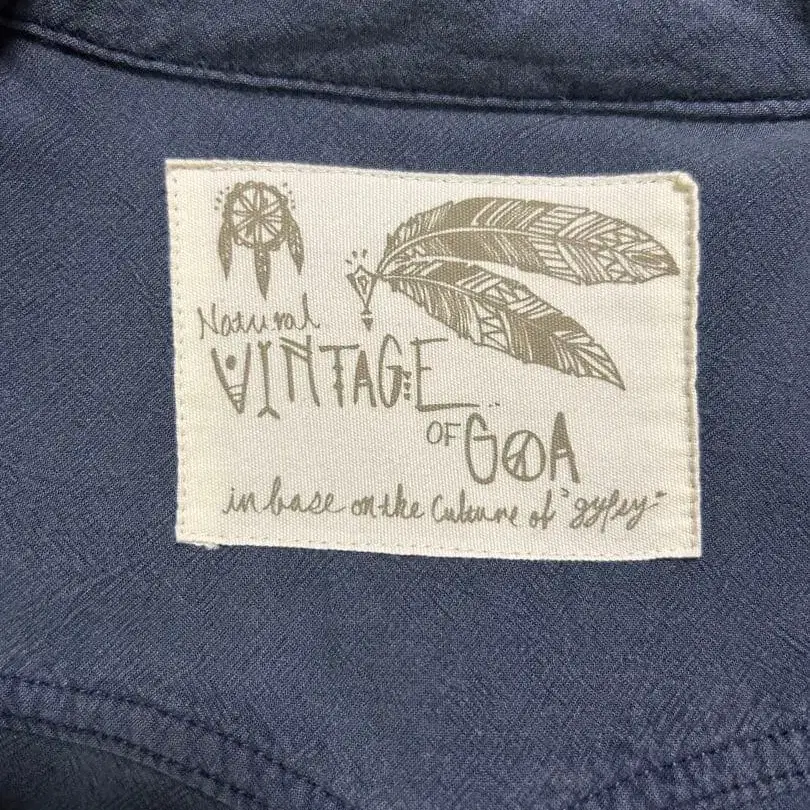 Natural
VINTAGE
OF GOA
in base on the culture of "gypsy"